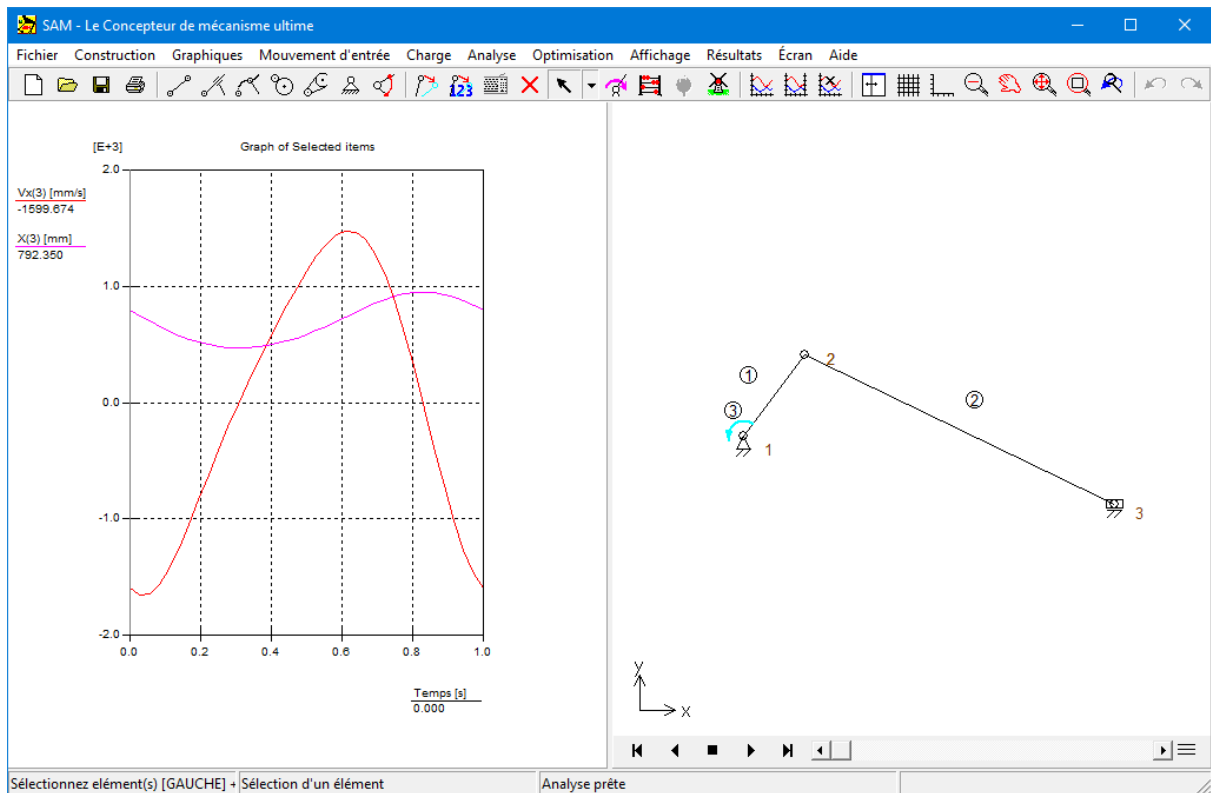 SAM - Le Concepteur de mécanisme ultime
Fichier Construction Graphiques Mouvement d'entrée Charge Analyse Optimisation Affichage Résultats Écran Aide
123
[E+3] Graph of Selected items
Vx(3) [mm/s]
-1599.674
X(3) [mm]
792.350
2.0
1.0
0.0
-1.0
-2.0
0.0 0.2 0.4 0.6 0.8 1.0
Temps [s]
0.000
1
2
3
2
1
3
y
x
Sélectionnez elément(s) [GAUCHE] + Sélection d'un élément Analyse prête